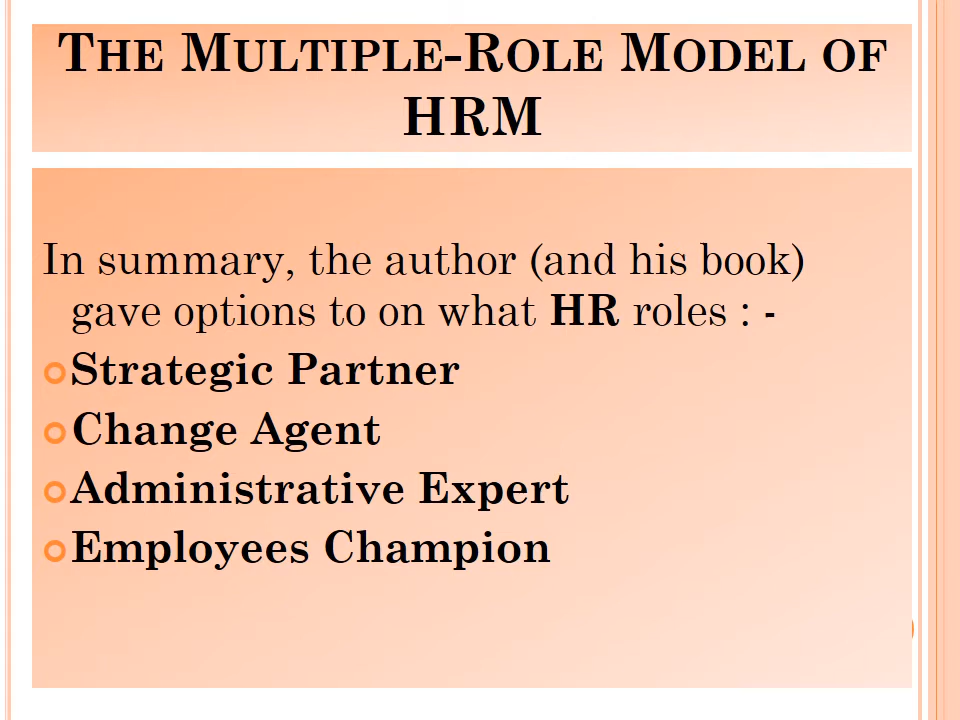 THE MULTIPLE-ROLE MODEL OF
HRM
In summary, the author (and his book)
gave options to on what HR roles : -
Strategic Partner
Change Agent
Administrative Expert
Employees Champion